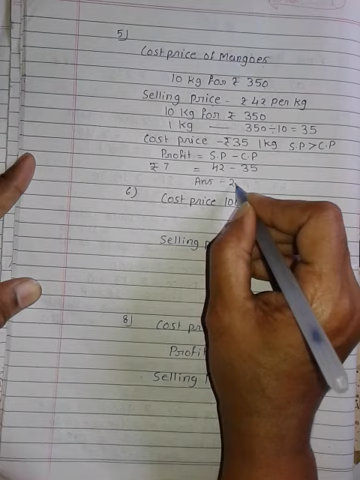 5)
Cost price of Mangoes
10 kg for ₹ 350
Selling price - ₹ 42 per kg
10 kg for ₹ 350
1 kg —— 350÷10 = 35
Cost price - ₹35 1kg S.P > C.P
Profit = S.P - C.P
₹ 7 = 42 - 35
Ans -
6)
Cost price
Selling
8) Cost
Selling